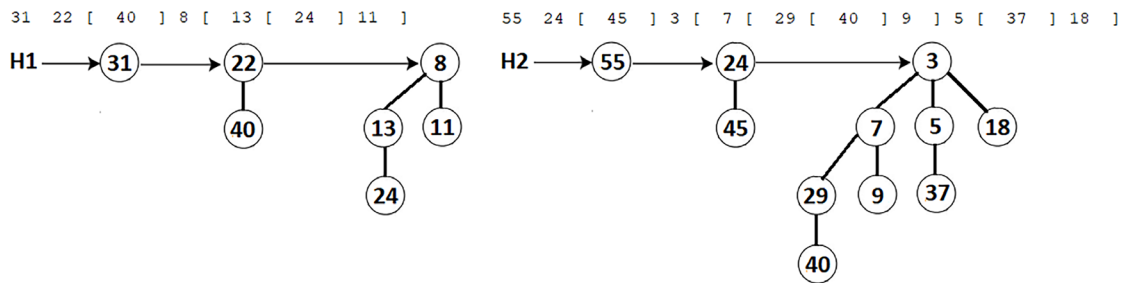 31 22 [ 40 ] 8 [ 13 [ 24 ] 11 ]
H1 31 22 8
40 13 11
24
55 24 [ 45 ] 3 [ 7 [ 29 [ 40 ] 9 ] 5 [ 37 ] 18 ]
H2 55 24 3
45 7 5 18
29 9 37
40